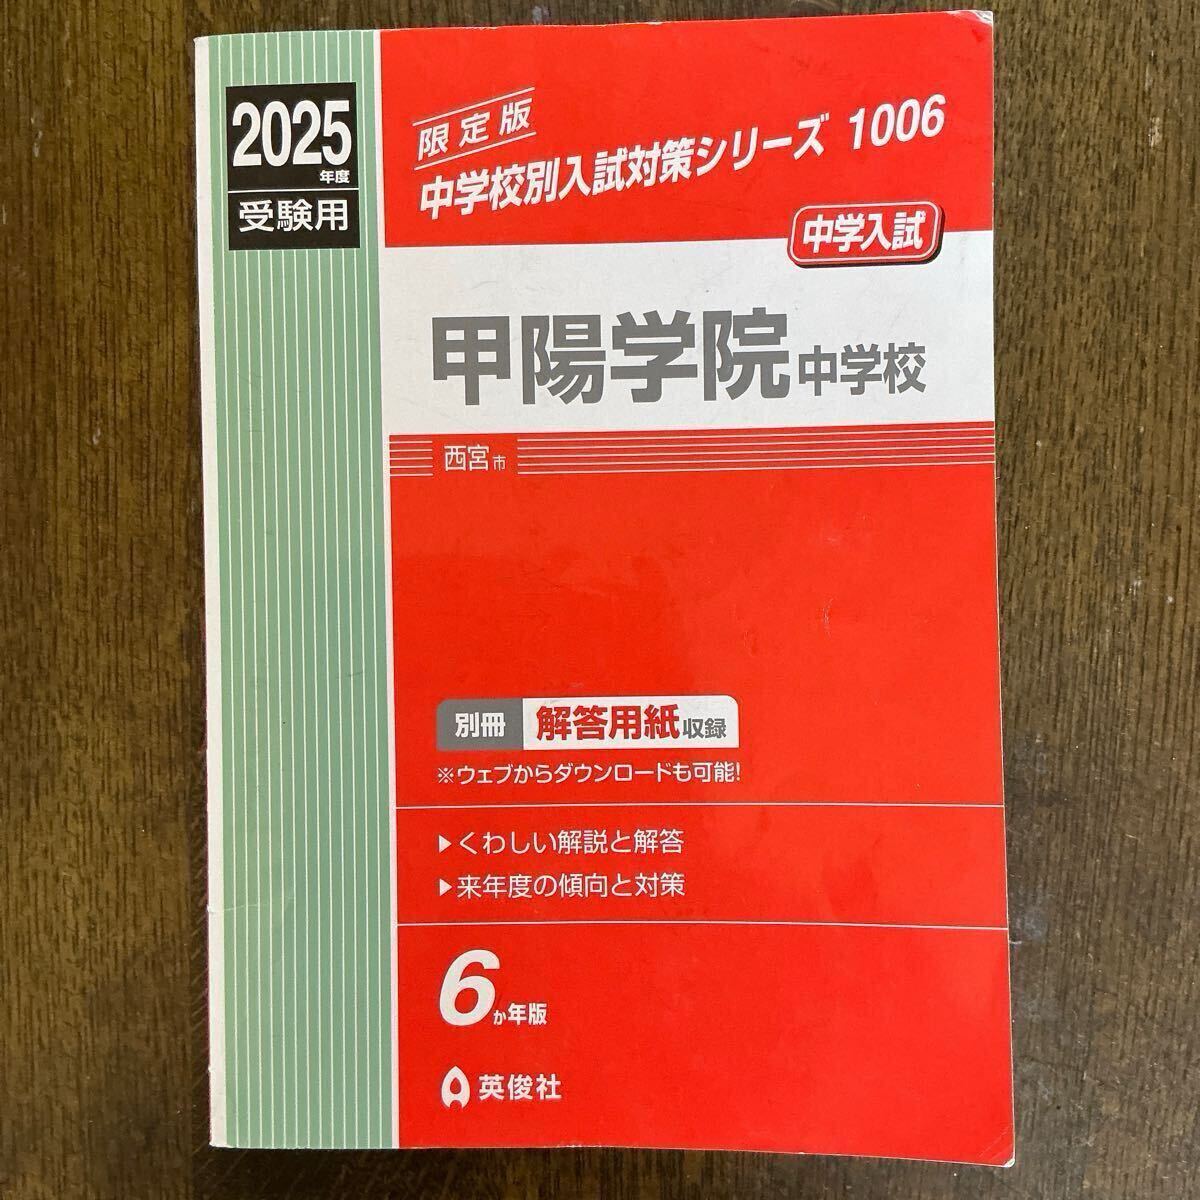 2025
年度
受験用
限定版
中学校別入試対策シリーズ 1006
中学入試
甲陽学院中学校
西宮市
別冊 解答用紙収録
※ウェブからダウンロードも可能!
▶くわしい解説と解答
▶来年度の傾向と対策
6か年版
英俊社